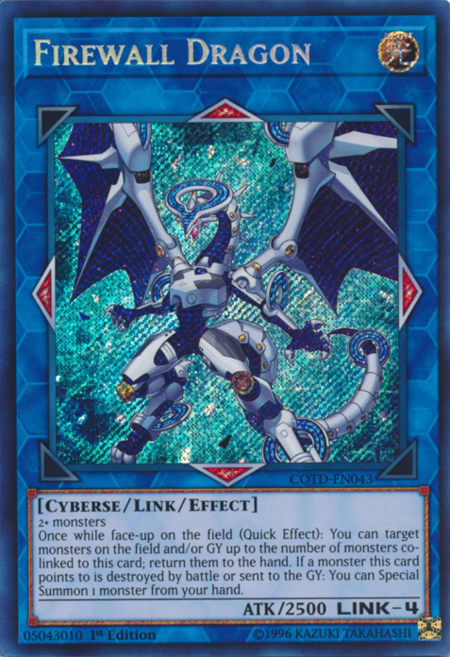 FIREWALL DRAGON
COTD-EN043
[CYBERSE/LINK/EFFECT]
2+ monsters
Once while face-up on the field (Quick Effect): You can target
monsters on the field and/or GY up to the number of monsters co-
linked to this card; return them to the hand. If a monster this card
points to is destroyed by battle or sent to the GY: You can Special
Summon 1 monster from your hand.
ATK/2500 LINK-4
05043010 1st Edition ©1996 KAZUKI TAKAHASHI